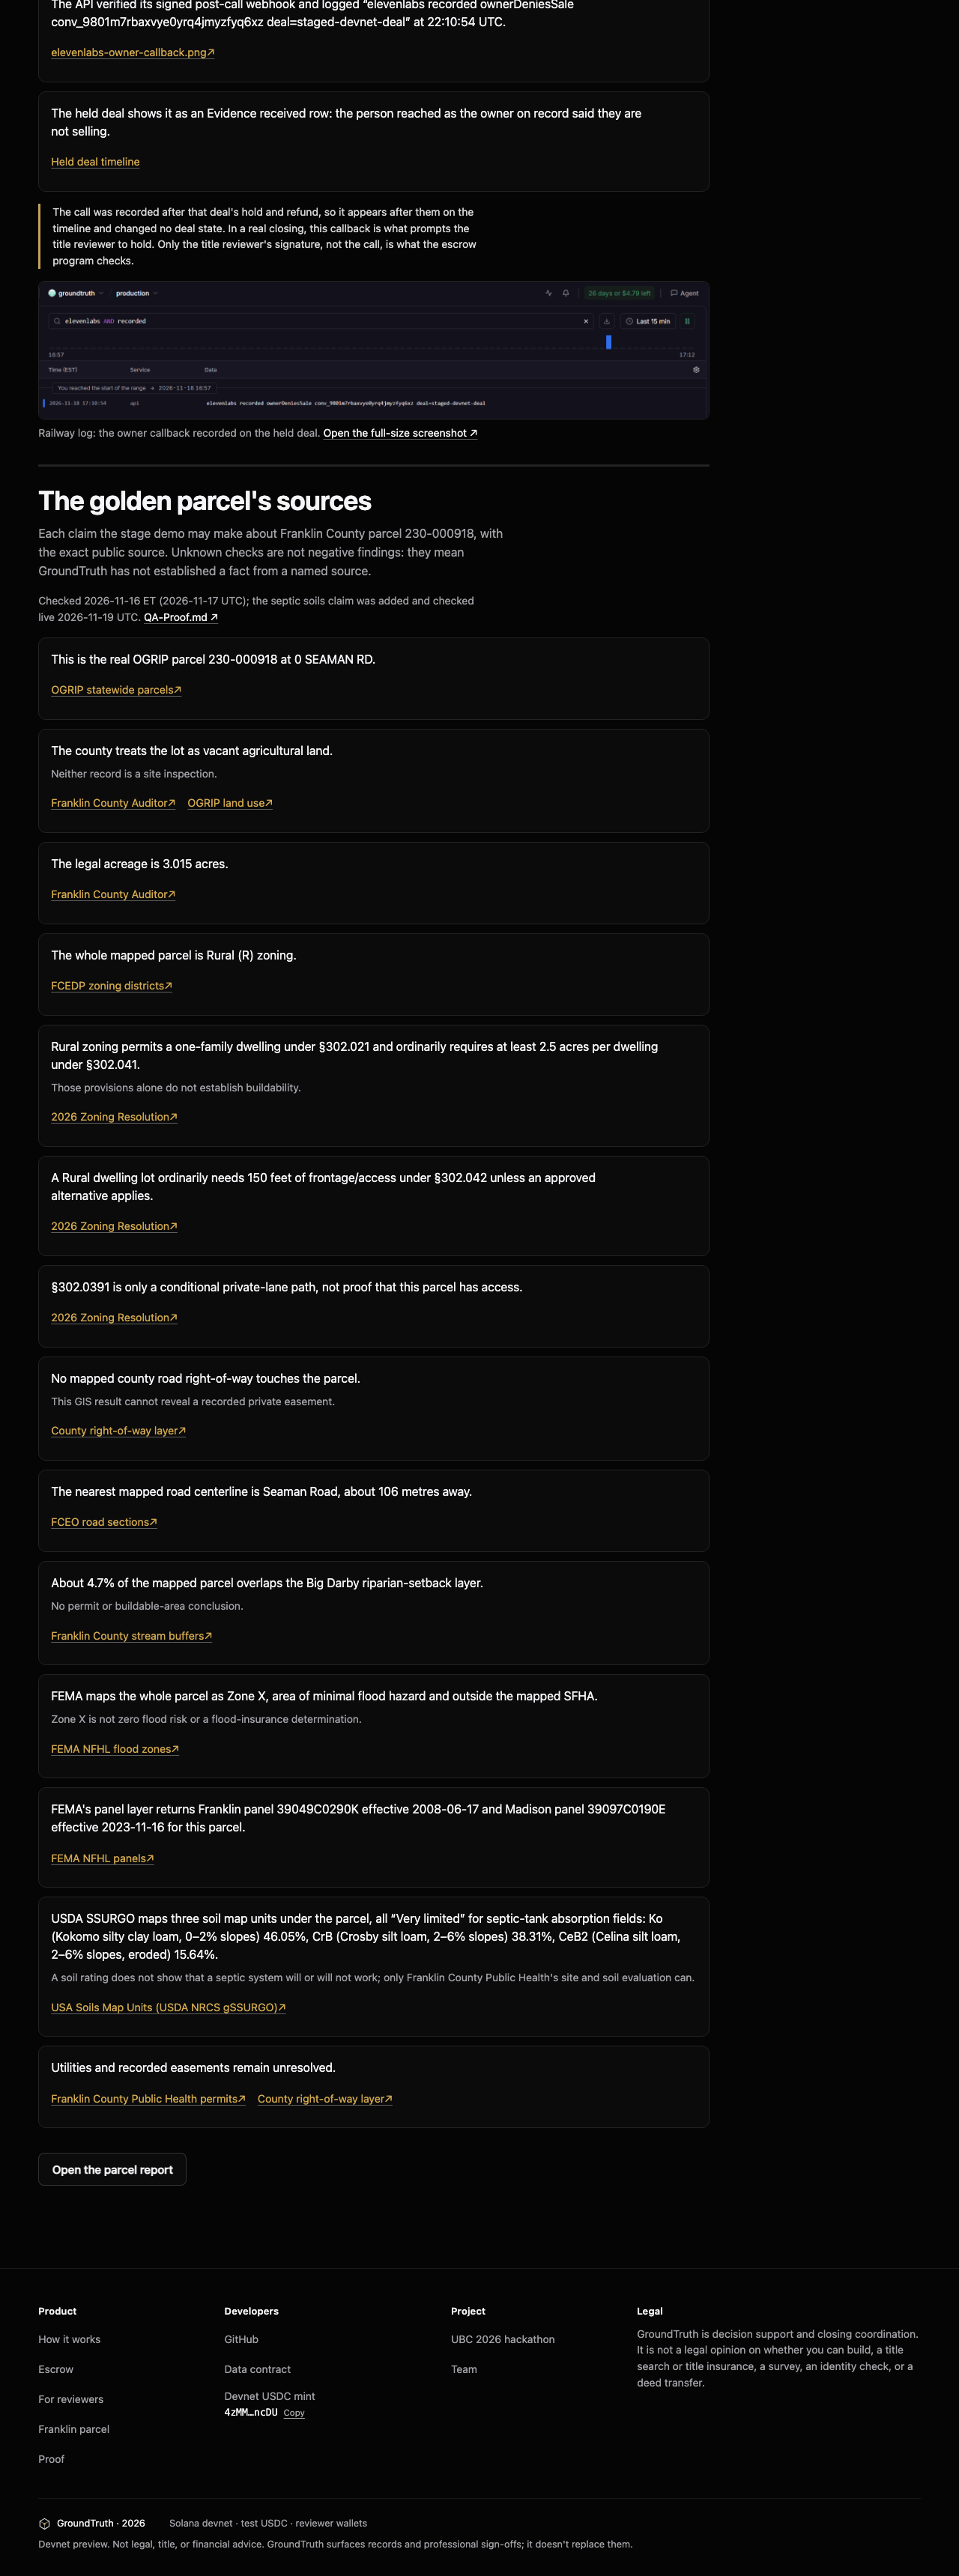 The API verified its signed post-call webhook and logged “elevenlabs recorded ownerDeniesSale
conv_9801m7rbaxvye0yrq4jmyzfyq6xz deal=staged-devnet-deal” at 22:10:54 UTC.
elevenlabs-owner-callback.png↗
The held deal shows it as an Evidence received row: the person reached as the owner on record said they are
not selling.
Held deal timeline
The call was recorded after that deal's hold and refund, so it appears after them on the
timeline and changed no deal state. In a real closing, this callback is what prompts the
title reviewer to hold. Only the title reviewer's signature, not the call, is what the escrow
program checks.
groundtruth / production 26 days or $4.79 left Agent
elevenlabs AND recorded Last 15 min
16:57 17:12
Time (EST) Service Data
You reached the start of the range → 2026-11-18 16:57
2026-11-18 17:10:54 api elevenlabs recorded ownerDeniesSale conv_9801m7rbaxvye0yrq4jmyzfyq6xz deal=staged-devnet-deal
Railway log: the owner callback recorded on the held deal. Open the full-size screenshot ↗
The golden parcel's sources
Each claim the stage demo may make about Franklin County parcel 230-000918, with
the exact public source. Unknown checks are not negative findings: they mean
GroundTruth has not established a fact from a named source.
Checked 2026-11-16 ET (2026-11-17 UTC); the septic soils claim was added and checked
live 2026-11-19 UTC. QA-Proof.md ↗
This is the real OGRIP parcel 230-000918 at 0 SEAMAN RD.
OGRIP statewide parcels↗
The county treats the lot as vacant agricultural land.
Neither record is a site inspection.
Franklin County Auditor↗ OGRIP land use↗
The legal acreage is 3.015 acres.
Franklin County Auditor↗
The whole mapped parcel is Rural (R) zoning.
FCEDP zoning districts↗
Rural zoning permits a one-family dwelling under §302.021 and ordinarily requires at least 2.5 acres per dwelling
under §302.041.
Those provisions alone do not establish buildability.
2026 Zoning Resolution↗
A Rural dwelling lot ordinarily needs 150 feet of frontage/access under §302.042 unless an approved
alternative applies.
2026 Zoning Resolution↗
§302.0391 is only a conditional private-lane path, not proof that this parcel has access.
2026 Zoning Resolution↗
No mapped county road right-of-way touches the parcel.
This GIS result cannot reveal a recorded private easement.
County right-of-way layer↗
The nearest mapped road centerline is Seaman Road, about 106 metres away.
FCEO road sections↗
About 4.7% of the mapped parcel overlaps the Big Darby riparian-setback layer.
No permit or buildable-area conclusion.
Franklin County stream buffers↗
FEMA maps the whole parcel as Zone X, area of minimal flood hazard and outside the mapped SFHA.
Zone X is not zero flood risk or a flood-insurance determination.
FEMA NFHL flood zones↗
FEMA's panel layer returns Franklin panel 39049C0290K effective 2008-06-17 and Madison panel 39097C0190E
effective 2023-11-16 for this parcel.
FEMA NFHL panels↗
USDA SSURGO maps three soil map units under the parcel, all “Very limited” for septic-tank absorption fields: Ko
(Kokomo silty clay loam, 0–2% slopes) 46.05%, CrB (Crosby silt loam, 2–6% slopes) 38.31%, CeB2 (Celina silt loam,
2–6% slopes, eroded) 15.64%.
A soil rating does not show that a septic system will or will not work; only Franklin County Public Health's site and soil evaluation can.
USA Soils Map Units (USDA NRCS gSSURGO)↗
Utilities and recorded easements remain unresolved.
Franklin County Public Health permits↗ County right-of-way layer↗
Open the parcel report
Product
How it works
Escrow
For reviewers
Franklin parcel
Proof
Developers
GitHub
Data contract
Devnet USDC mint
4zMM…ncDU Copy
Project
UBC 2026 hackathon
Team
Legal
GroundTruth is decision support and closing coordination.
It is not a legal opinion on whether you can build, a title
search or title insurance, a survey, an identity check, or a
deed transfer.
GroundTruth · 2026 Solana devnet · test USDC · reviewer wallets
Devnet preview. Not legal, title, or financial advice. GroundTruth surfaces records and professional sign-offs; it doesn't replace them.